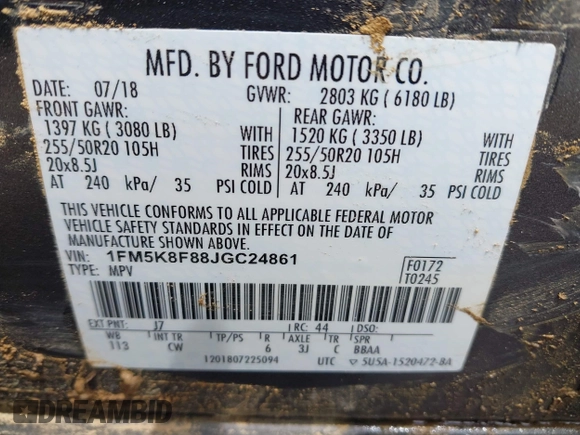 MFD. BY FORD MOTOR CO.
DATE: 07/18 GVWR: 2803 KG ( 6180 LB)
FRONT GAWR: REAR GAWR:
1397 KG ( 3080 LB) WITH 1520 KG ( 3350 LB) WITH
255/50R20 105H TIRES 255/50R20 105H TIRES
20x8.5J RIMS 20x8.5J RIMS
AT 240 kPa/ 35 PSI COLD AT 240 kPa/ 35 PSI COLD
THIS VEHICLE CONFORMS TO ALL APPLICABLE FEDERAL MOTOR
VEHICLE SAFETY STANDARDS IN EFFECT ON THE DATE OF
MANUFACTURE SHOWN ABOVE.
VIN: 1FM5K8F88JGC24861 F0172
TYPE: MPV T0245
EXT PNT: J7 RC: 44 DSO:
WB INT TR TP/PS R AXLE TR SPR
113 CW 6 3J C BBAA
1201807225094 UTC 5U5A-1520472-BA
DREAMBID